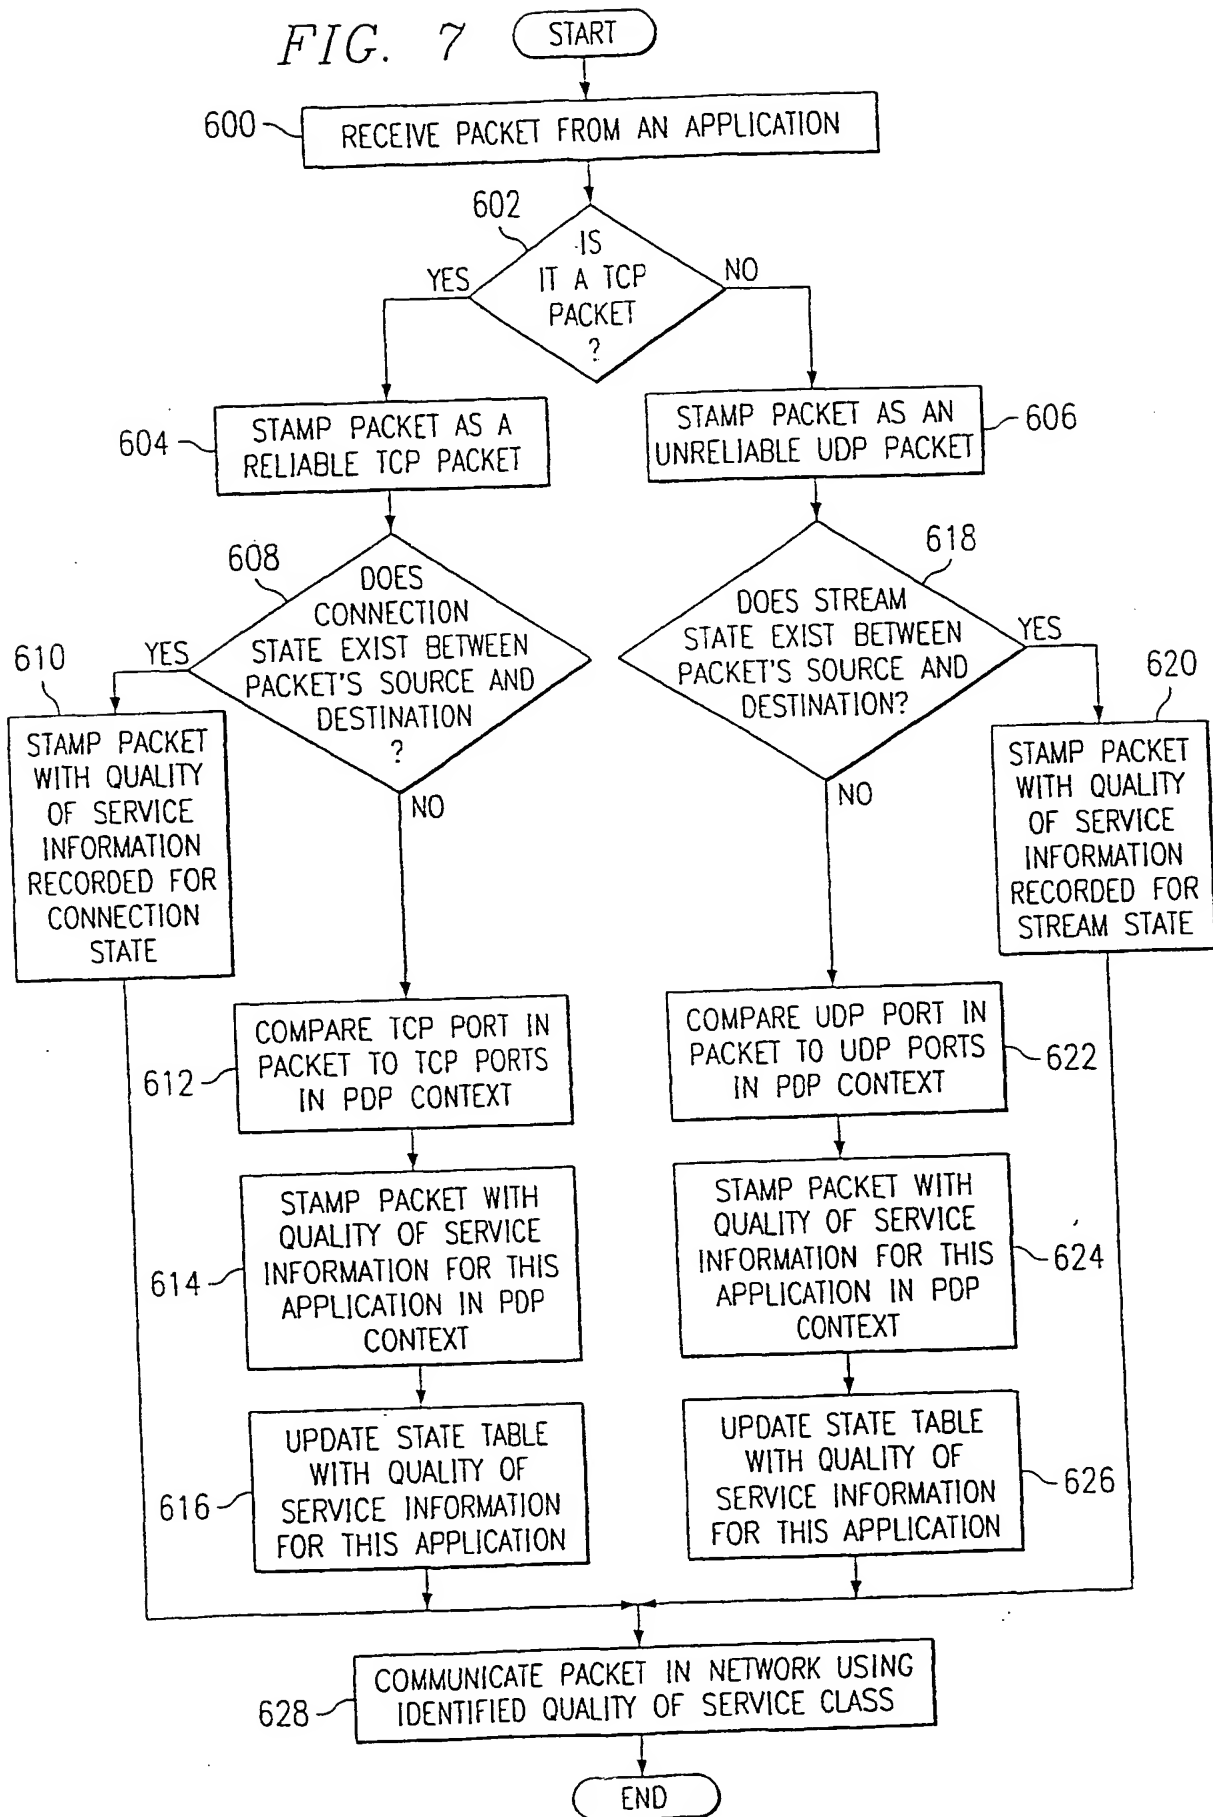 FIG. 7
START
600
RECEIVE PACKET FROM AN APPLICATION
602
IS
IT A TCP
PACKET
?
YES
NO
604
STAMP PACKET AS A
RELIABLE TCP PACKET
STAMP PACKET AS AN
UNRELIABLE UDP PACKET
606
608
DOES
CONNECTION
STATE EXIST BETWEEN
PACKET'S SOURCE AND
DESTINATION
?
YES
NO
618
DOES STREAM
STATE EXIST BETWEEN
PACKET'S SOURCE AND
DESTINATION?
YES
NO
610
STAMP PACKET
WITH QUALITY
OF SERVICE
INFORMATION
RECORDED FOR
CONNECTION
STATE
620
STAMP PACKET
WITH QUALITY
OF SERVICE
INFORMATION
RECORDED FOR
STREAM STATE
612
COMPARE TCP PORT IN
PACKET TO TCP PORTS
IN PDP CONTEXT
COMPARE UDP PORT IN
PACKET TO UDP PORTS
IN PDP CONTEXT
622
614
STAMP PACKET WITH
QUALITY OF SERVICE
INFORMATION FOR THIS
APPLICATION IN PDP
CONTEXT
STAMP PACKET WITH
QUALITY OF SERVICE
INFORMATION FOR THIS
APPLICATION IN PDP
CONTEXT
624
616
UPDATE STATE TABLE
WITH QUALITY OF
SERVICE INFORMATION
FOR THIS APPLICATION
UPDATE STATE TABLE
WITH QUALITY OF
SERVICE INFORMATION
FOR THIS APPLICATION
626
628
COMMUNICATE PACKET IN NETWORK USING
IDENTIFIED QUALITY OF SERVICE CLASS
END